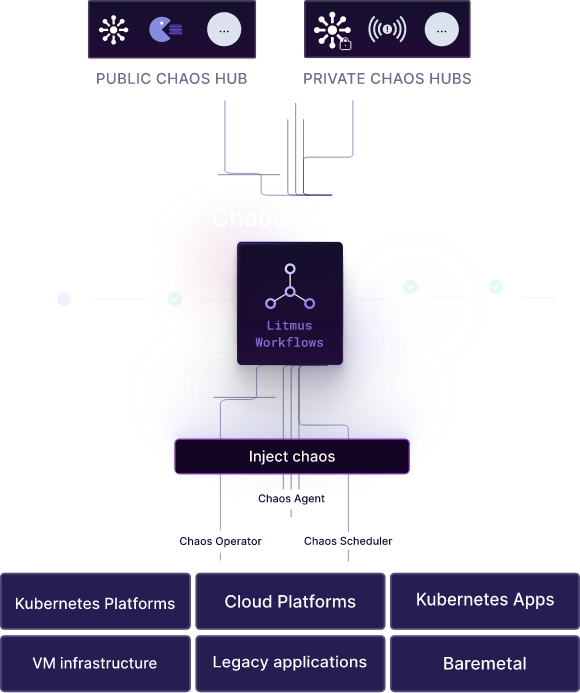 ...
...
PUBLIC CHAOS HUB
PRIVATE CHAOS HUBS
Litmus
Workflows
Inject chaos
Chaos Agent
Chaos Operator
Chaos Scheduler
Kubernetes Platforms
Cloud Platforms
Kubernetes Apps
VM infrastructure
Legacy applications
Baremetal